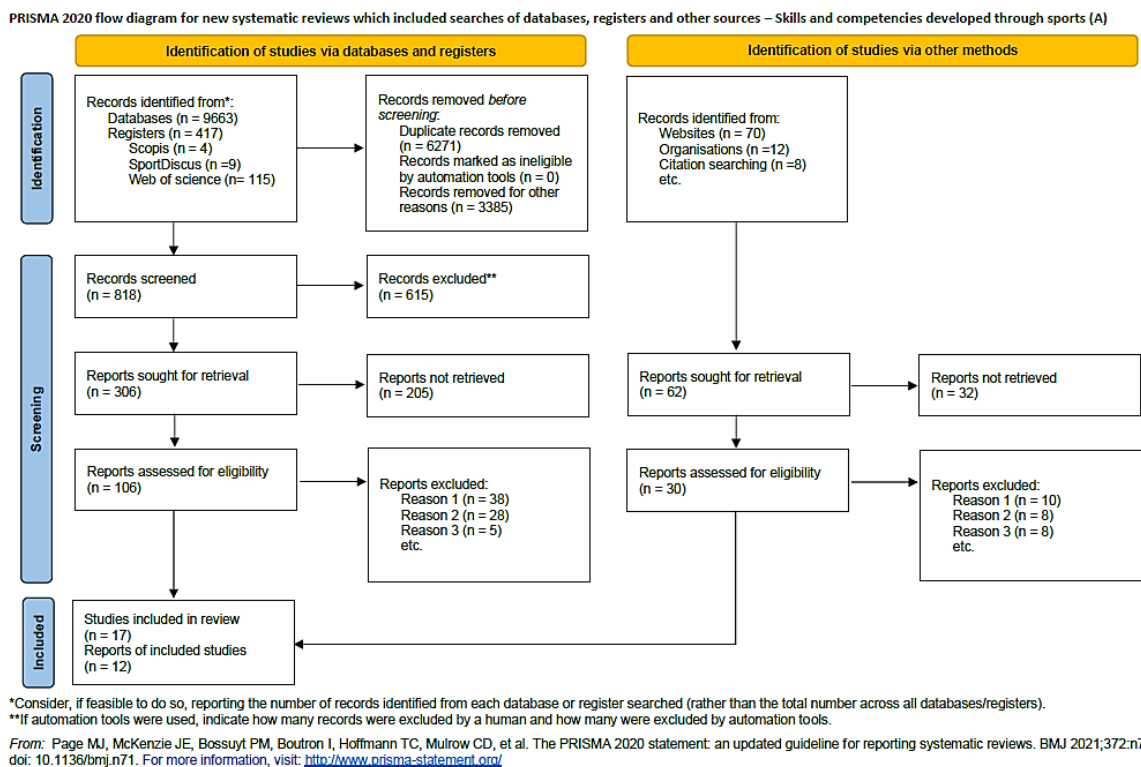 PRISMA 2020 flow diagram for new systematic reviews which included searches of databases, registers and other sources – Skills and competencies developed through sports (A)
Identification of studies via databases and registers
Identification of studies via other methods
Identification
Records identified from*:
Databases (n = 9663)
Registers (n = 417)
Scopis (n = 4)
SportDiscus (n =9)
Web of science (n= 115)
Records removed before
screening:
Duplicate records removed
(n = 6271)
Records marked as ineligible
by automation tools (n = 0)
Records removed for other
reasons (n = 3385)
Records identified from:
Websites (n = 70)
Organisations (n =12)
Citation searching (n =8)
etc.
Screening
Records screened
(n = 818)
Records excluded**
(n = 615)
Reports sought for retrieval
(n = 306)
Reports not retrieved
(n = 205)
Reports sought for retrieval
(n = 62)
Reports not retrieved
(n = 32)
Reports assessed for eligibility
(n = 106)
Reports excluded:
Reason 1 (n = 38)
Reason 2 (n = 28)
Reason 3 (n = 5)
etc.
Reports assessed for eligibility
(n = 30)
Reports excluded:
Reason 1 (n = 10)
Reason 2 (n = 8)
Reason 3 (n = 8)
etc.
Included
Studies included in review
(n = 17)
Reports of included studies
(n = 12)
*Consider, if feasible to do so, reporting the number of records identified from each database or register searched (rather than the total number across all databases/registers).
**If automation tools were used, indicate how many records were excluded by a human and how many were excluded by automation tools.
From: Page MJ, McKenzie JE, Bossuyt PM, Boutron I, Hoffmann TC, Mulrow CD, et al. The PRISMA 2020 statement: an updated guideline for reporting systematic reviews. BMJ 2021;372:n7
doi: 10.1136/bmj.n71. For more information, visit: http://www.prisma-statement.org/